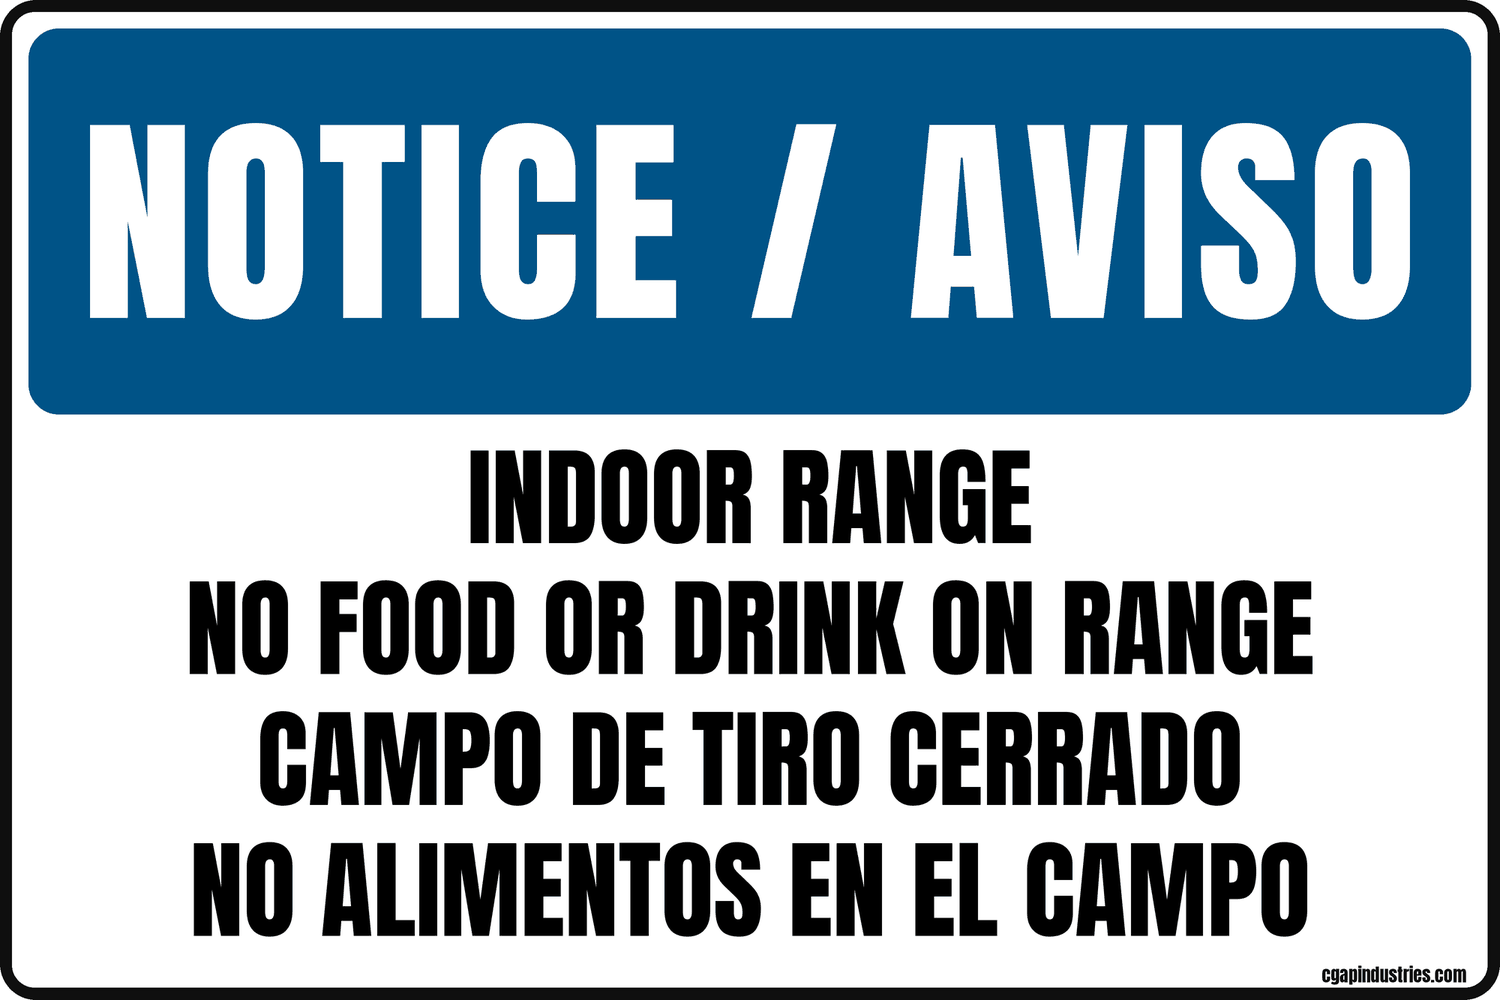 NOTICE / AVISO
INDOOR RANGE
NO FOOD OR DRINK ON RANGE
CAMPO DE TIRO CERRADO
NO ALIMENTOS EN EL CAMPO
cgapindustries.com